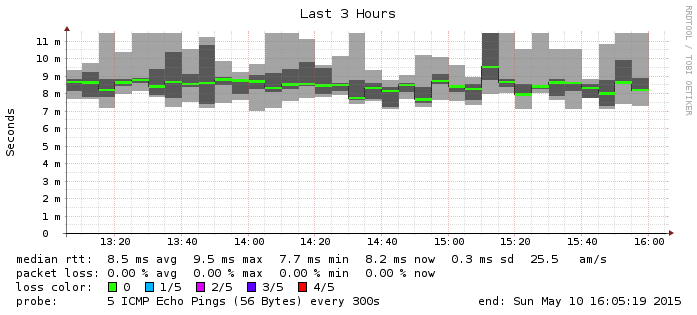 Last 3 Hours
RRDTOOL / TOBI OETIKER
Seconds
11 m
10 m
9 m
8 m
7 m
6 m
5 m
4 m
3 m
2 m
1 m
0
13:20 13:40 14:00 14:20 14:40 15:00 15:20 15:40 16:00
median rtt: 8.5 ms avg 9.5 ms max 7.7 ms min 8.2 ms now 0.3 ms sd 25.5 am/s
packet loss: 0.00 % avg 0.00 % max 0.00 % min 0.00 % now
loss color: 0 1/5 2/5 3/5 4/5
probe: 5 ICMP Echo Pings (56 Bytes) every 300s end: Sun May 10 16:05:19 2015